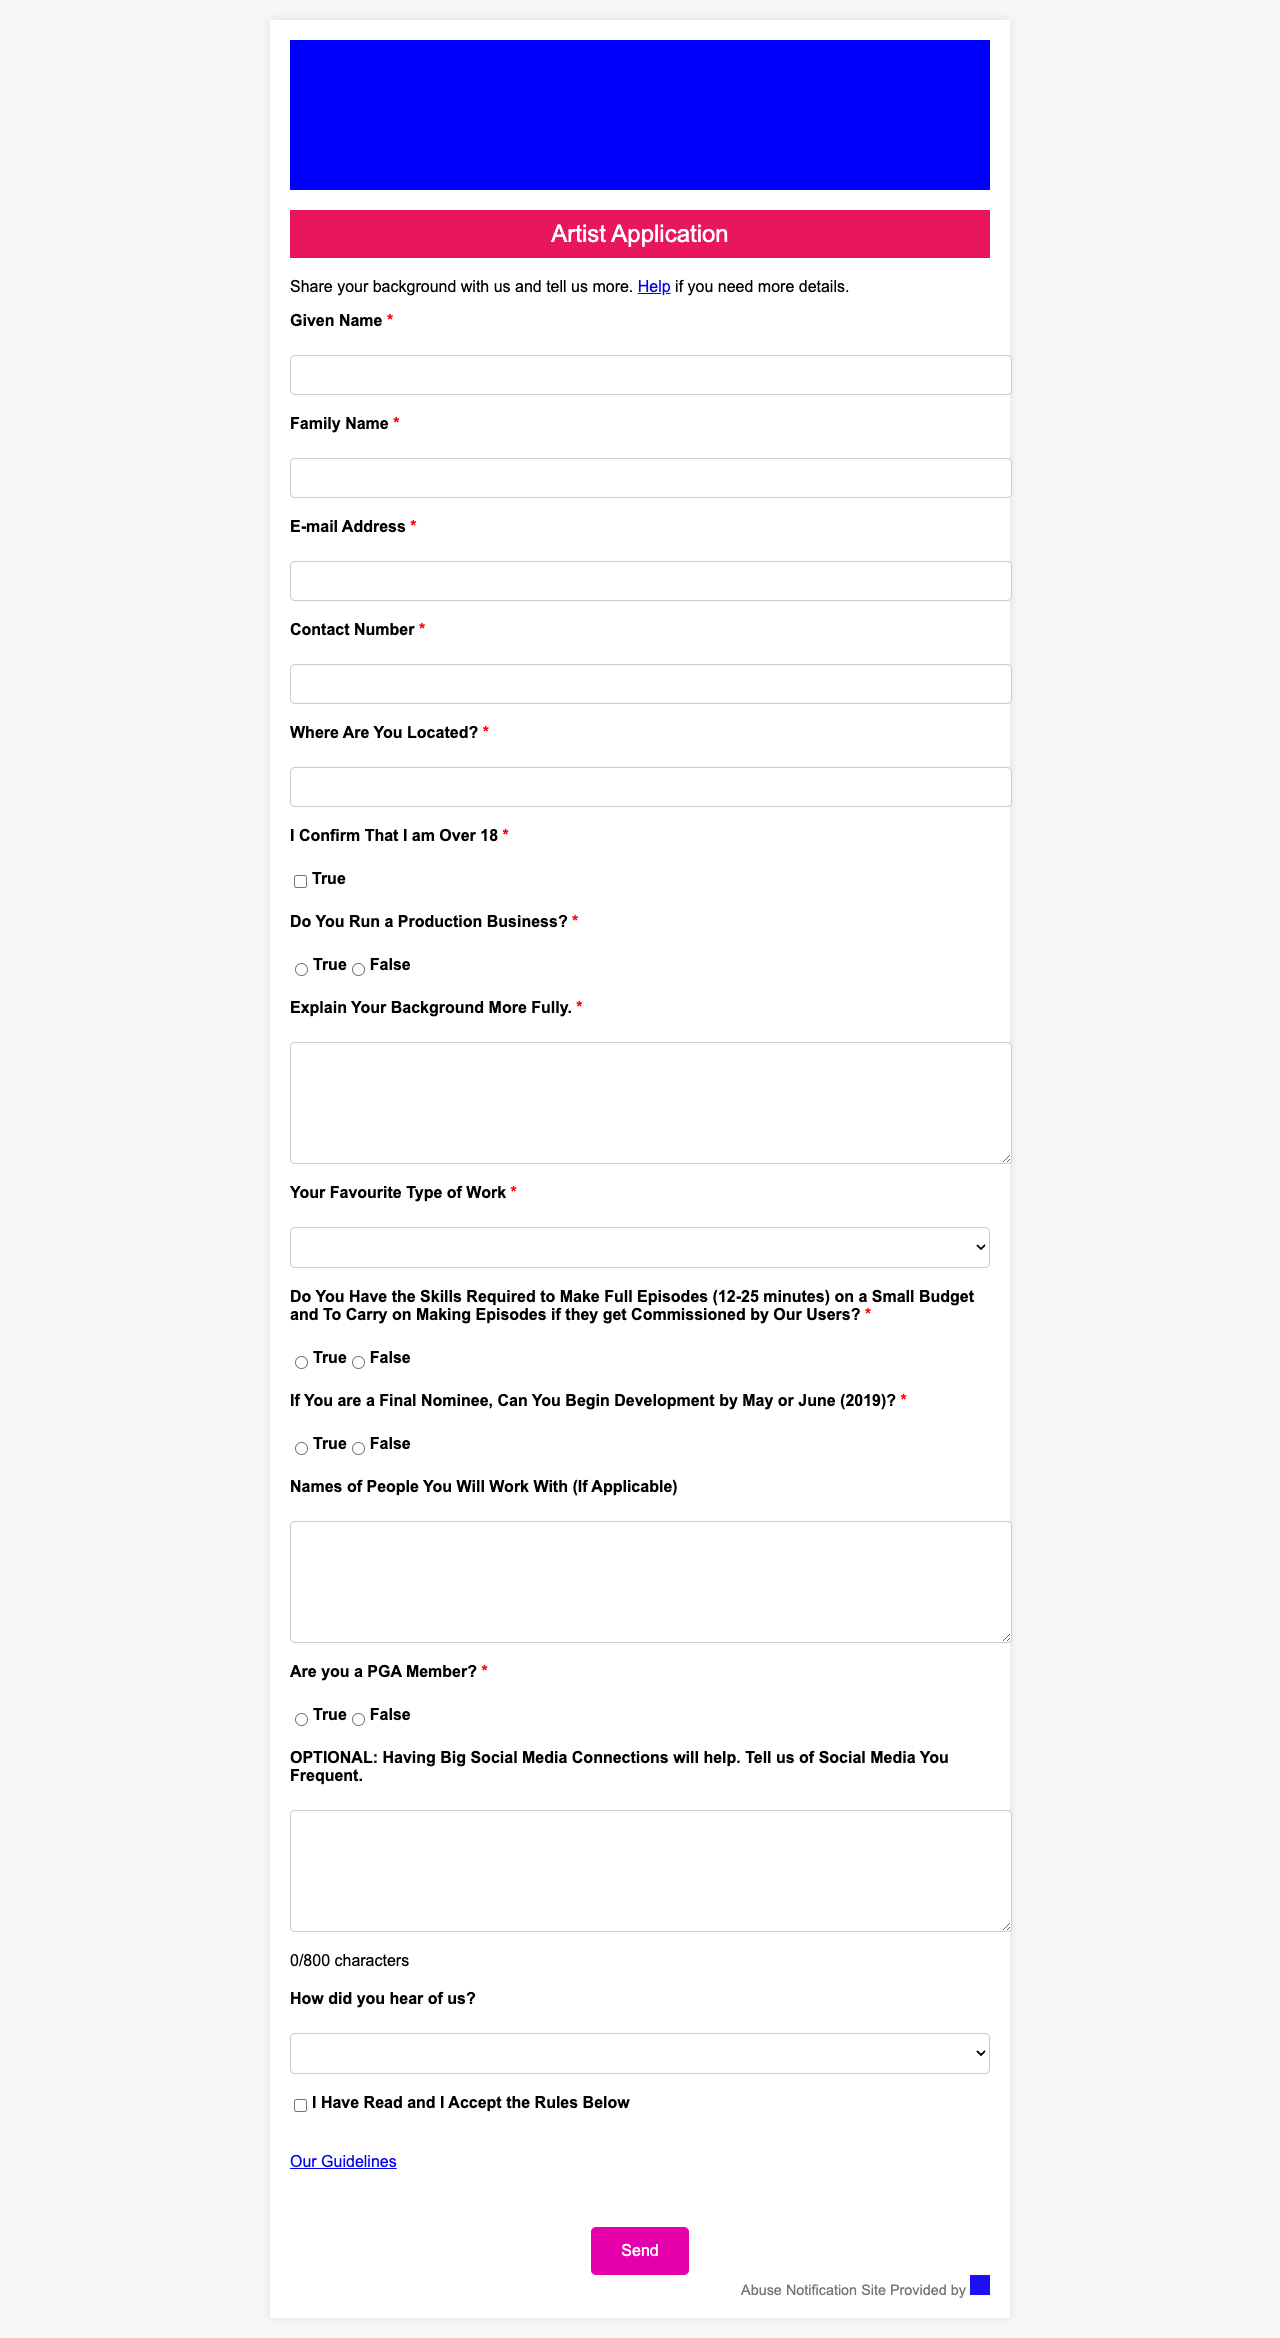 Artist Application
Share your background with us and tell us more. Help if you need more details.
Given Name *
Family Name *
E-mail Address *
Contact Number *
Where Are You Located? *
I Confirm That I am Over 18 *
True
Do You Run a Production Business? *
True False
Explain Your Background More Fully. *
Your Favourite Type of Work *
Do You Have the Skills Required to Make Full Episodes (12-25 minutes) on a Small Budget
and To Carry on Making Episodes if they get Commissioned by Our Users? *
True False
If You are a Final Nominee, Can You Begin Development by May or June (2019)? *
True False
Names of People You Will Work With (If Applicable)
Are you a PGA Member? *
True False
OPTIONAL: Having Big Social Media Connections will help. Tell us of Social Media You
Frequent.
0/800 characters
How did you hear of us?
I Have Read and I Accept the Rules Below
Our Guidelines
Send
Abuse Notification Site Provided by